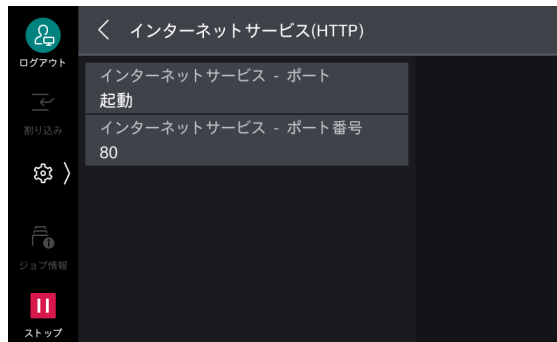 インターネットサービス(HTTP)
ログアウト
インターネットサービス - ポート
起動
割り込み
インターネットサービス - ポート番号
80
ジョブ情報
ストップ